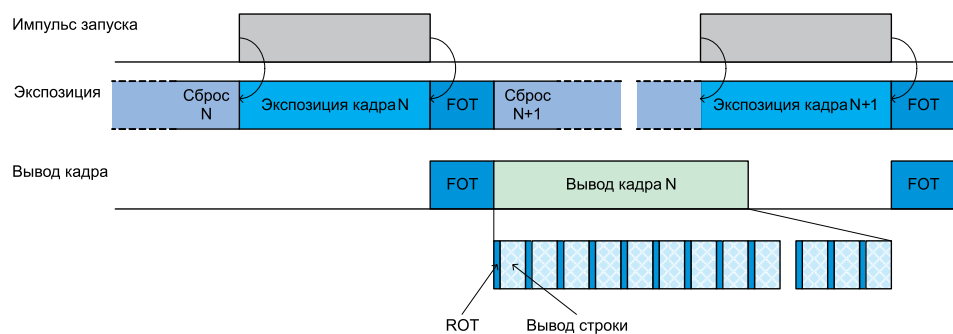 Импульс запуска
Экспозиция
Сброс
N
Экспозиция кадра N
FOT
Сброс
N+1
Экспозиция кадра N+1
FOT
Вывод кадра
FOT
Вывод кадра N
FOT
ROT
Вывод строки